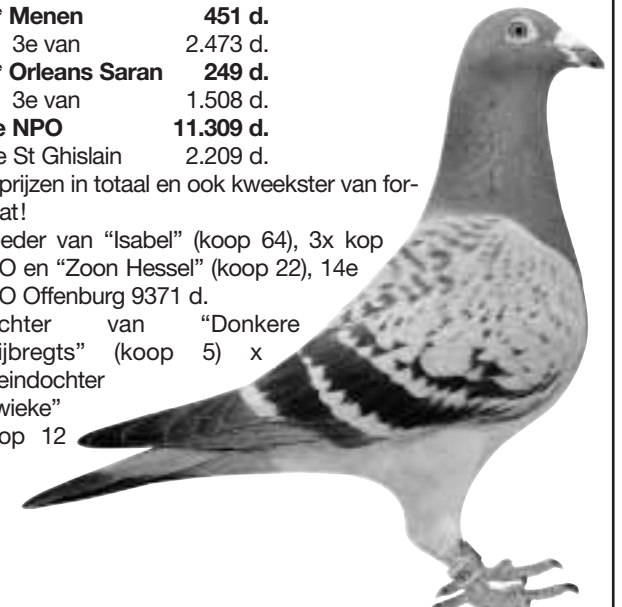 Menen 451 d.
3e van 2.473 d.
Orleans Saran 249 d.
3e van 1.508 d.
e NPO 11.309 d.
e St Ghislain 2.209 d.
prijzen in totaal en ook kweekster van for-
at!
eder van “Isabel” (koop 64), 3x kop
O en “Zoon Hessel” (koop 22), 14e
O Offenburg 9371 d.
chter van “Donkere
ijbregts” (koop 5) x
eindochter
wieke”
op 12